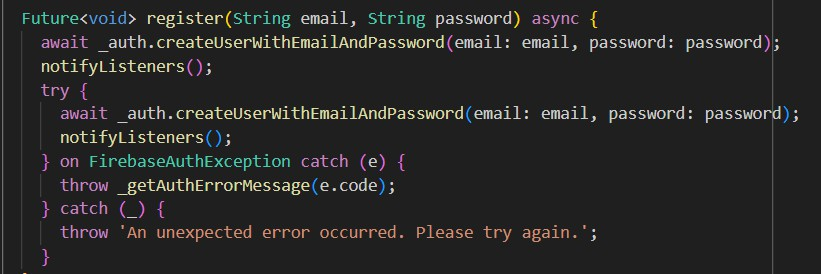 Future<void> register(String email, String password) async {
await _auth.createUserWithEmailAndPassword(email: email, password: password);
notifyListeners();
try {
await _auth.createUserWithEmailAndPassword(email: email, password: password);
notifyListeners();
} on FirebaseAuthException catch (e) {
throw _getAuthErrorMessage(e.code);
} catch (_) {
throw 'An unexpected error occurred. Please try again.';
}